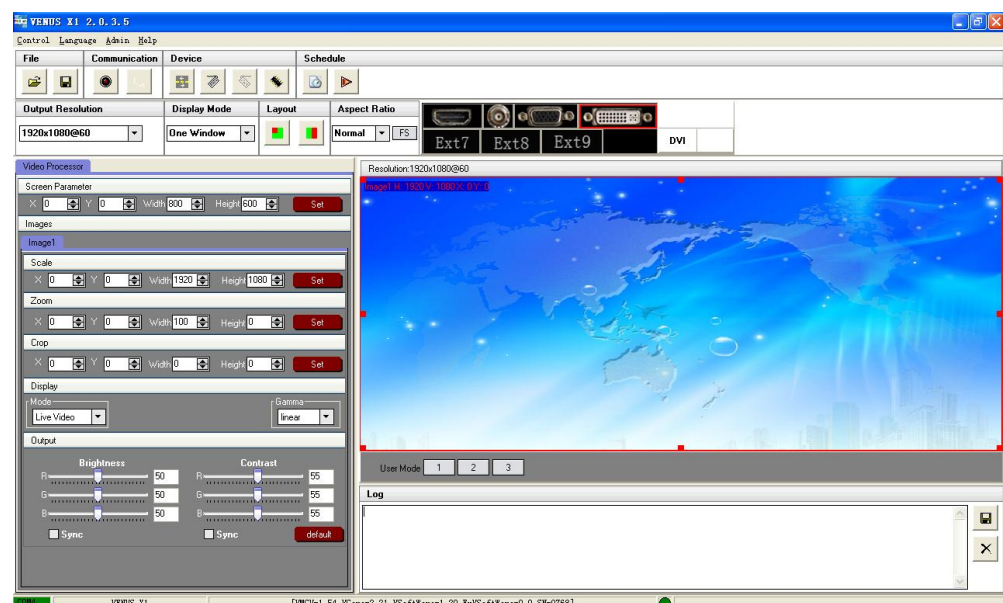 VENUS X1 2.0.3.5
Control Language Admin Help
File Communication Device Schedule
Output Resolution Display Mode Layout Aspect Ratio
1920x1080@60 One Window Normal FS
Ext7 Ext8 Ext9 DVI
Video Processor
Screen Parameter
X 0 Y 0 Width 800 Height 600 Set
Images
Image1
Scale
X 0 Y 0 Width 1920 Height 1080 Set
Zoom
X 0 Y 0 Width 100 Height 0 Set
Crop
X 0 Y 0 Width 0 Height 0 Set
Display
Mode Gamma
Live Video linear
Output
Brightness Contrast
R 50 R 55
G 50 G 55
B 50 B 55
Sync Sync default
Resolution:1920x1080@60
Image1 H: 1920 V: 1080 X: 0 Y: 0
User Mode 1 2 3
Log
VENUS X1